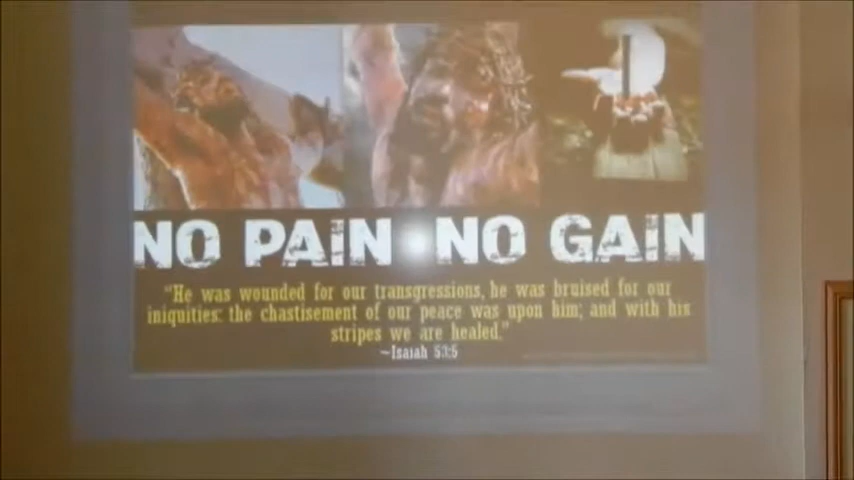 NO PAIN NO GAIN
"He was wounded for our transgressions, he was bruised for our
iniquities: the chastisement of our peace was upon him; and with his
stripes we are healed."
~Isaiah 53:5